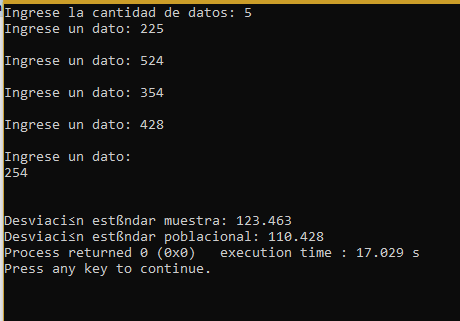 Ingrese la cantidad de datos: 5
Ingrese un dato: 225
Ingrese un dato: 524
Ingrese un dato: 354
Ingrese un dato: 428
Ingrese un dato:
254
Desviaci≤n estßndar muestra: 123.463
Desviaci≤n estßndar poblacional: 110.428
Process returned 0 (0x0)   execution time : 17.029 s
Press any key to continue.